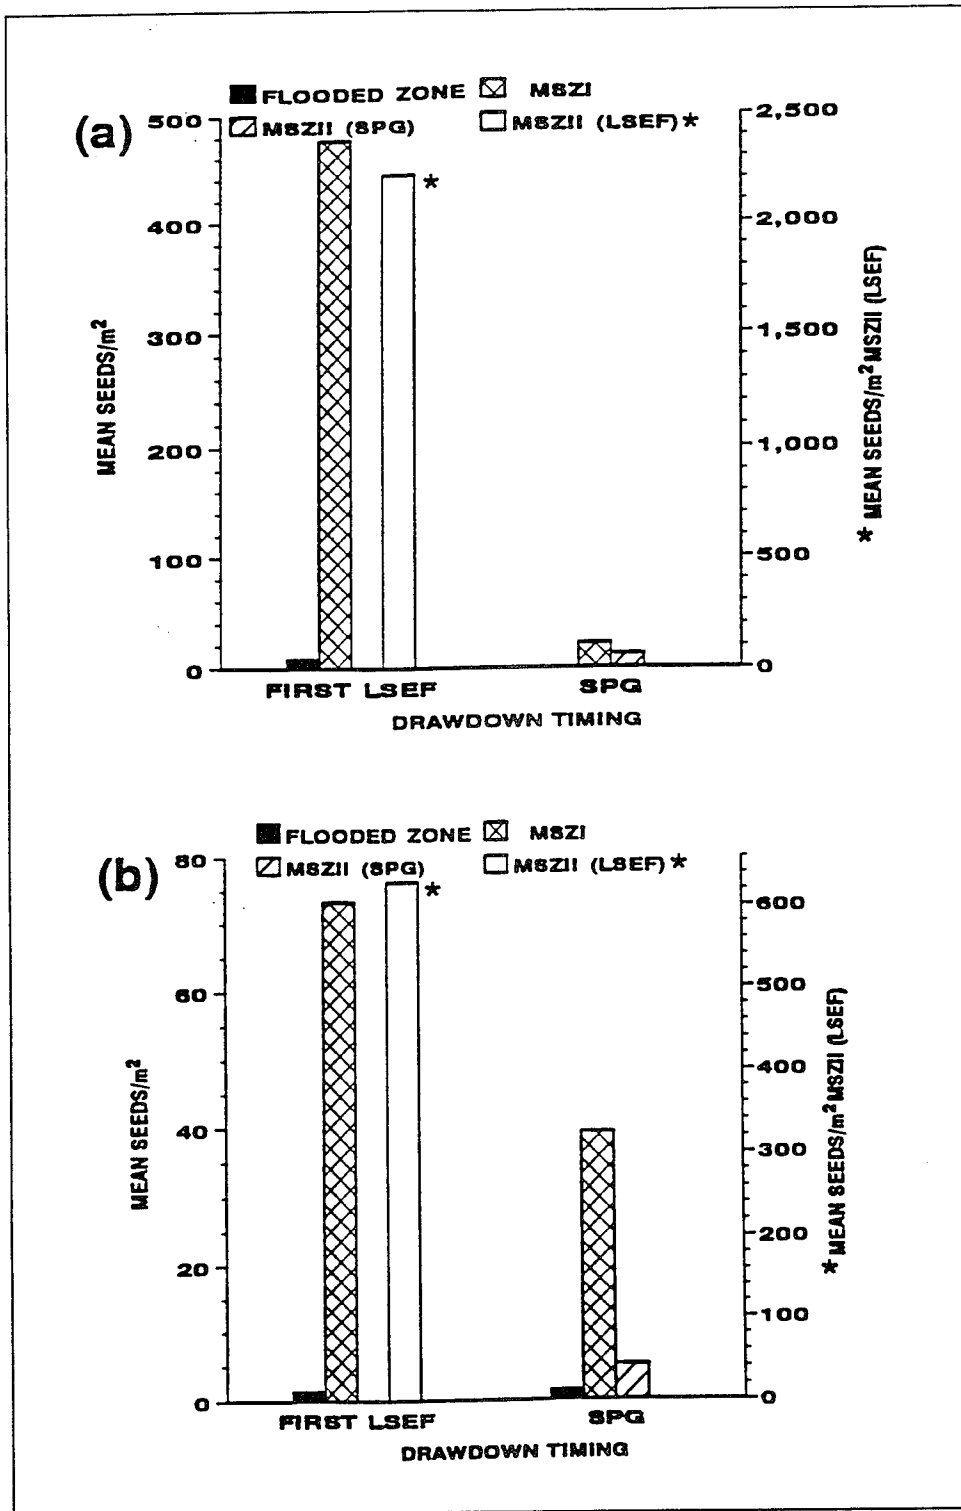 (a)
FLOODED ZONE MSZI
MSZII (SPG) MSZII (LSEF)*
500
400
300
200
100
0
MEAN SEEDS/m²
*
2,500
2,000
1,500
1,000
500
0
* MEAN SEEDS/m² MSZII (LSEF)
FIRST LSEF SPG
DRAWDOWN TIMING
(b)
FLOODED ZONE MSZI
MSZII (SPG) MSZII (LSEF)*
80
60
40
20
0
MEAN SEEDS/m²
*
600
500
400
300
200
100
0
* MEAN SEEDS/m² MSZII (LSEF)
FIRST LSEF SPG
DRAWDOWN TIMING